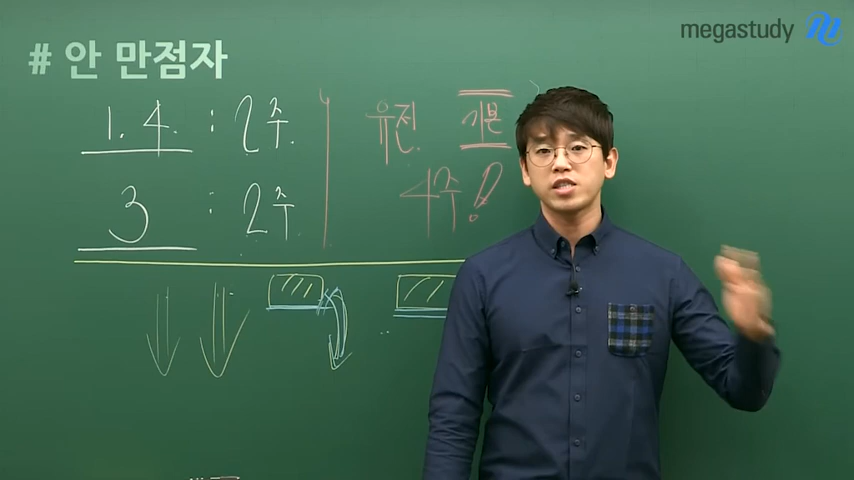 megastudy
# 안 만점자
1. 4. : 2주. 유전 기본
3 : 2주 4주!